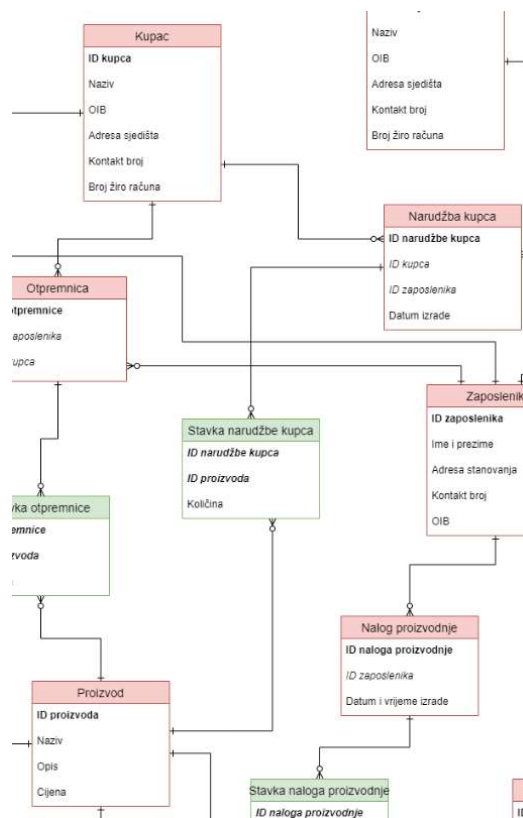 Kupac
ID kupca
Naziv
OIB
Adresa sjedišta
Kontakt broj
Broj žiro računa
Naziv
OIB
Adresa sjedišta
Kontakt broj
Broj žiro računa
Narudžba kupca
ID narudžbe kupca
ID kupca
ID zaposlenika
Datum izrade
Otpremnica
otpremnice
aposlenika
upca
Zaposlenik
ID zaposlenika
Ime i prezime
Adresa stanovanja
Kontakt broj
OIB
Stavka narudžbe kupca
ID narudžbe kupca
ID proizvoda
Količina
vka otpremnice
emnice
zvoda
Nalog proizvodnje
ID naloga proizvodnje
ID zaposlenika
Datum i vrijeme izrade
Proizvod
ID proizvoda
Naziv
Opis
Cijena
Stavka naloga proizvodnje
ID naloga proizvodnje
ID